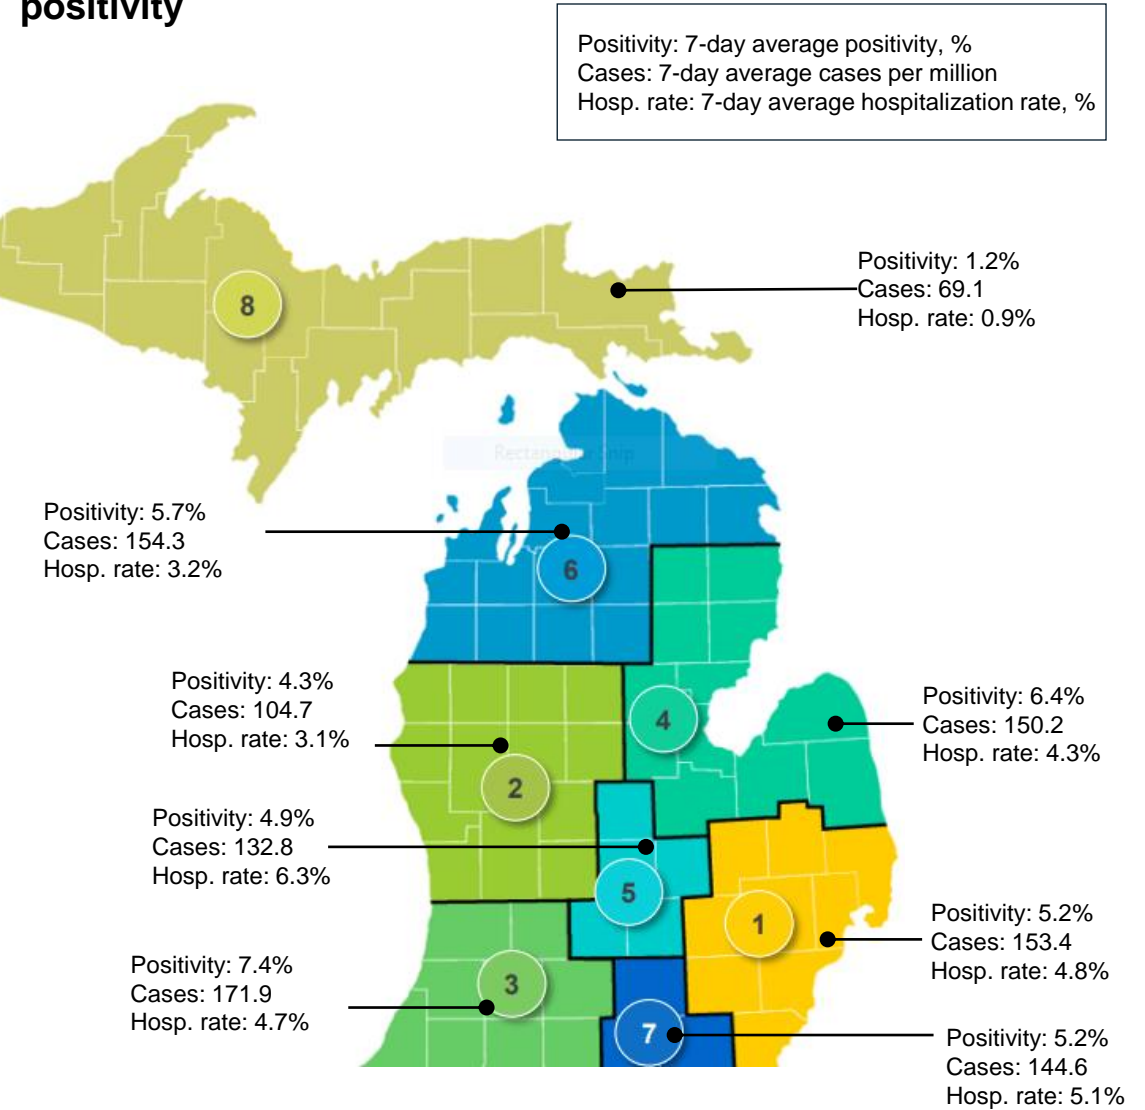 positivity
Positivity: 7-day average positivity, %
Cases: 7-day average cases per million
Hosp. rate: 7-day average hospitalization rate, %
8
Positivity: 1.2%
Cases: 69.1
Hosp. rate: 0.9%
Rectangular Snip
Positivity: 5.7%
Cases: 154.3
Hosp. rate: 3.2%
6
Positivity: 4.3%
Cases: 104.7
Hosp. rate: 3.1%
4
Positivity: 6.4%
Cases: 150.2
Hosp. rate: 4.3%
2
Positivity: 4.9%
Cases: 132.8
Hosp. rate: 6.3%
5
1
Positivity: 5.2%
Cases: 153.4
Hosp. rate: 4.8%
Positivity: 7.4%
Cases: 171.9
Hosp. rate: 4.7%
3
7
Positivity: 5.2%
Cases: 144.6
Hosp. rate: 5.1%